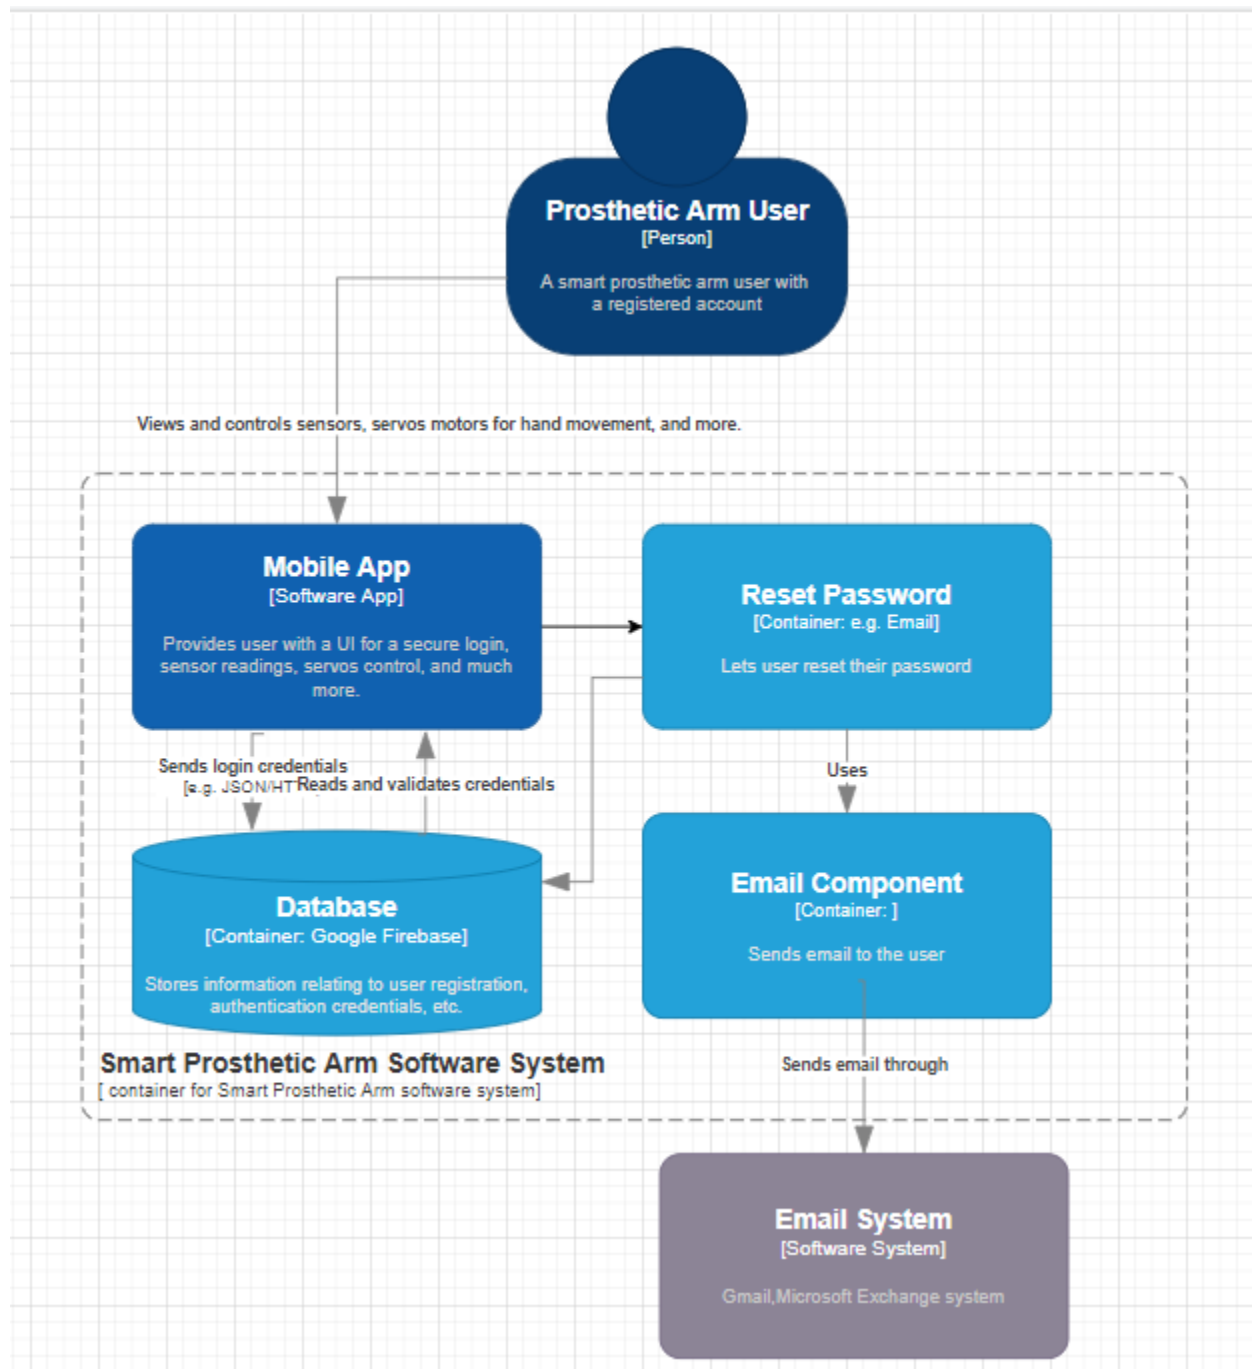 Prosthetic Arm User
[Person]
A smart prosthetic arm user with
a registered account
Views and controls sensors, servos motors for hand movement, and more.
Mobile App
[Software App]
Provides user with a UI for a secure login,
sensor readings, servos control, and much
more.
Reset Password
[Container: e.g. Email]
Lets user reset their password
Sends login credentials
[e.g. JSON/HT
Reads and validates credentials
Uses
Database
[Container: Google Firebase]
Stores information relating to user registration,
authentication credentials, etc.
Email Component
[Container: ]
Sends email to the user
Smart Prosthetic Arm Software System
[ container for Smart Prosthetic Arm software system]
Sends email through
Email System
[Software System]
Gmail,Microsoft Exchange system